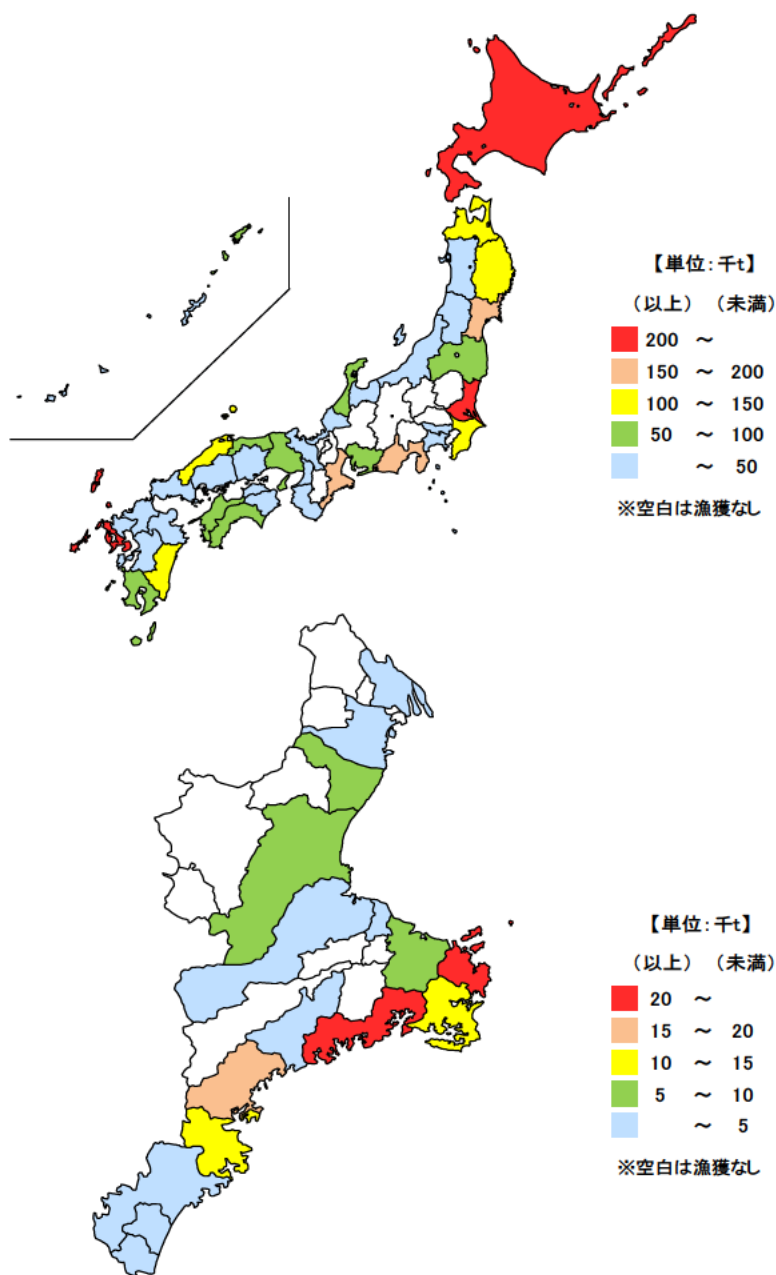 【単位：千t】
（以上） （未満）
200 ～
150 ～ 200
100 ～ 150
50 ～ 100
～ 50
※空白は漁獲なし
【単位：千t】
（以上） （未満）
20 ～
15 ～ 20
10 ～ 15
5 ～ 10
～ 5
※空白は漁獲なし